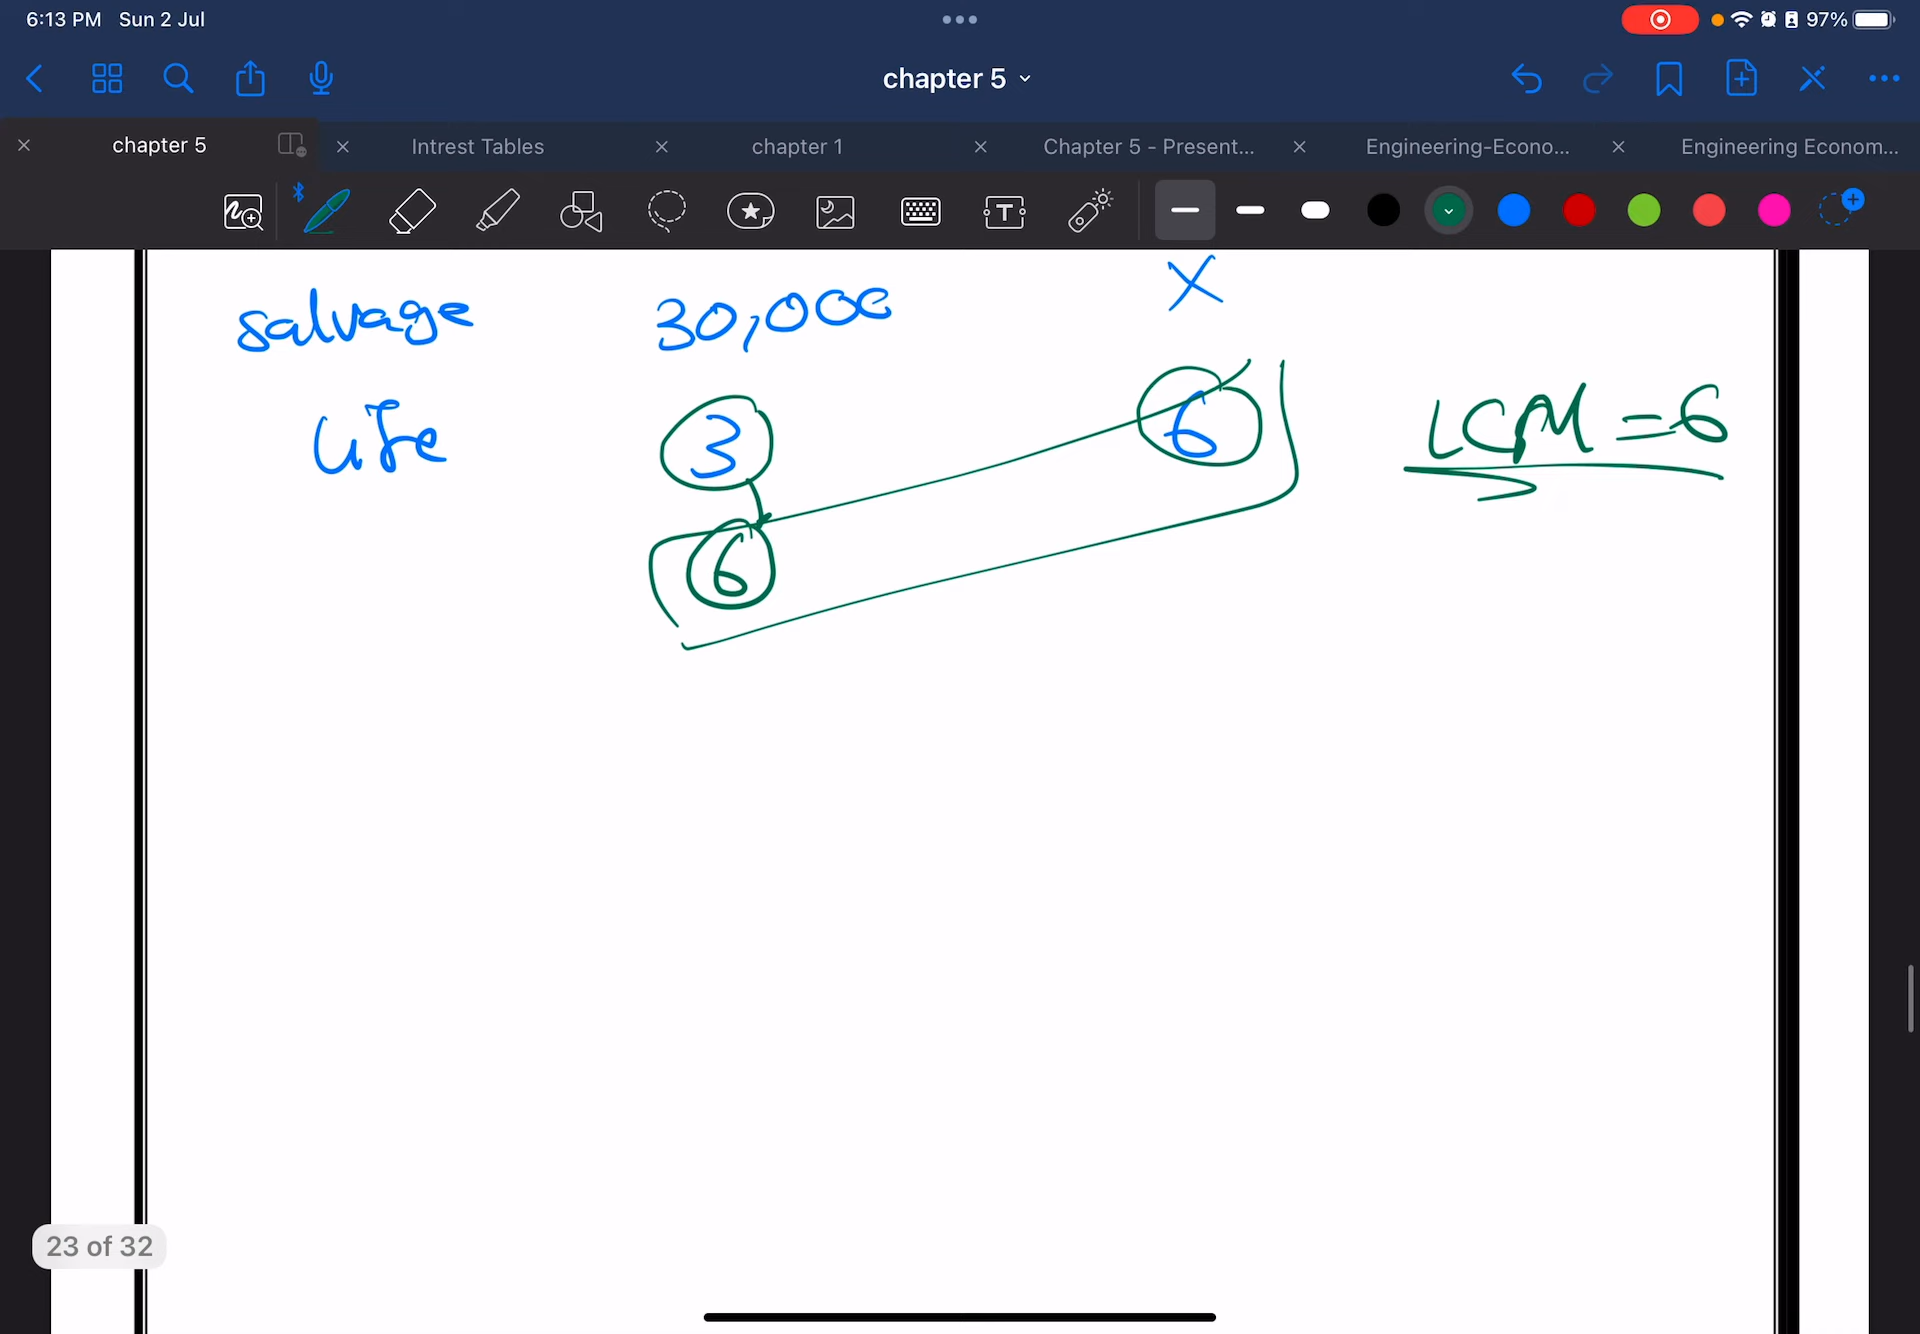 6:13 PM Sun 2 Jul
97%
chapter 5
chapter 5
Intrest Tables
chapter 1
Chapter 5 - Present...
Engineering-Econo...
Engineering Econom...
salvage 30,000 X
life 3 6 LCM = 6
6
23 of 32